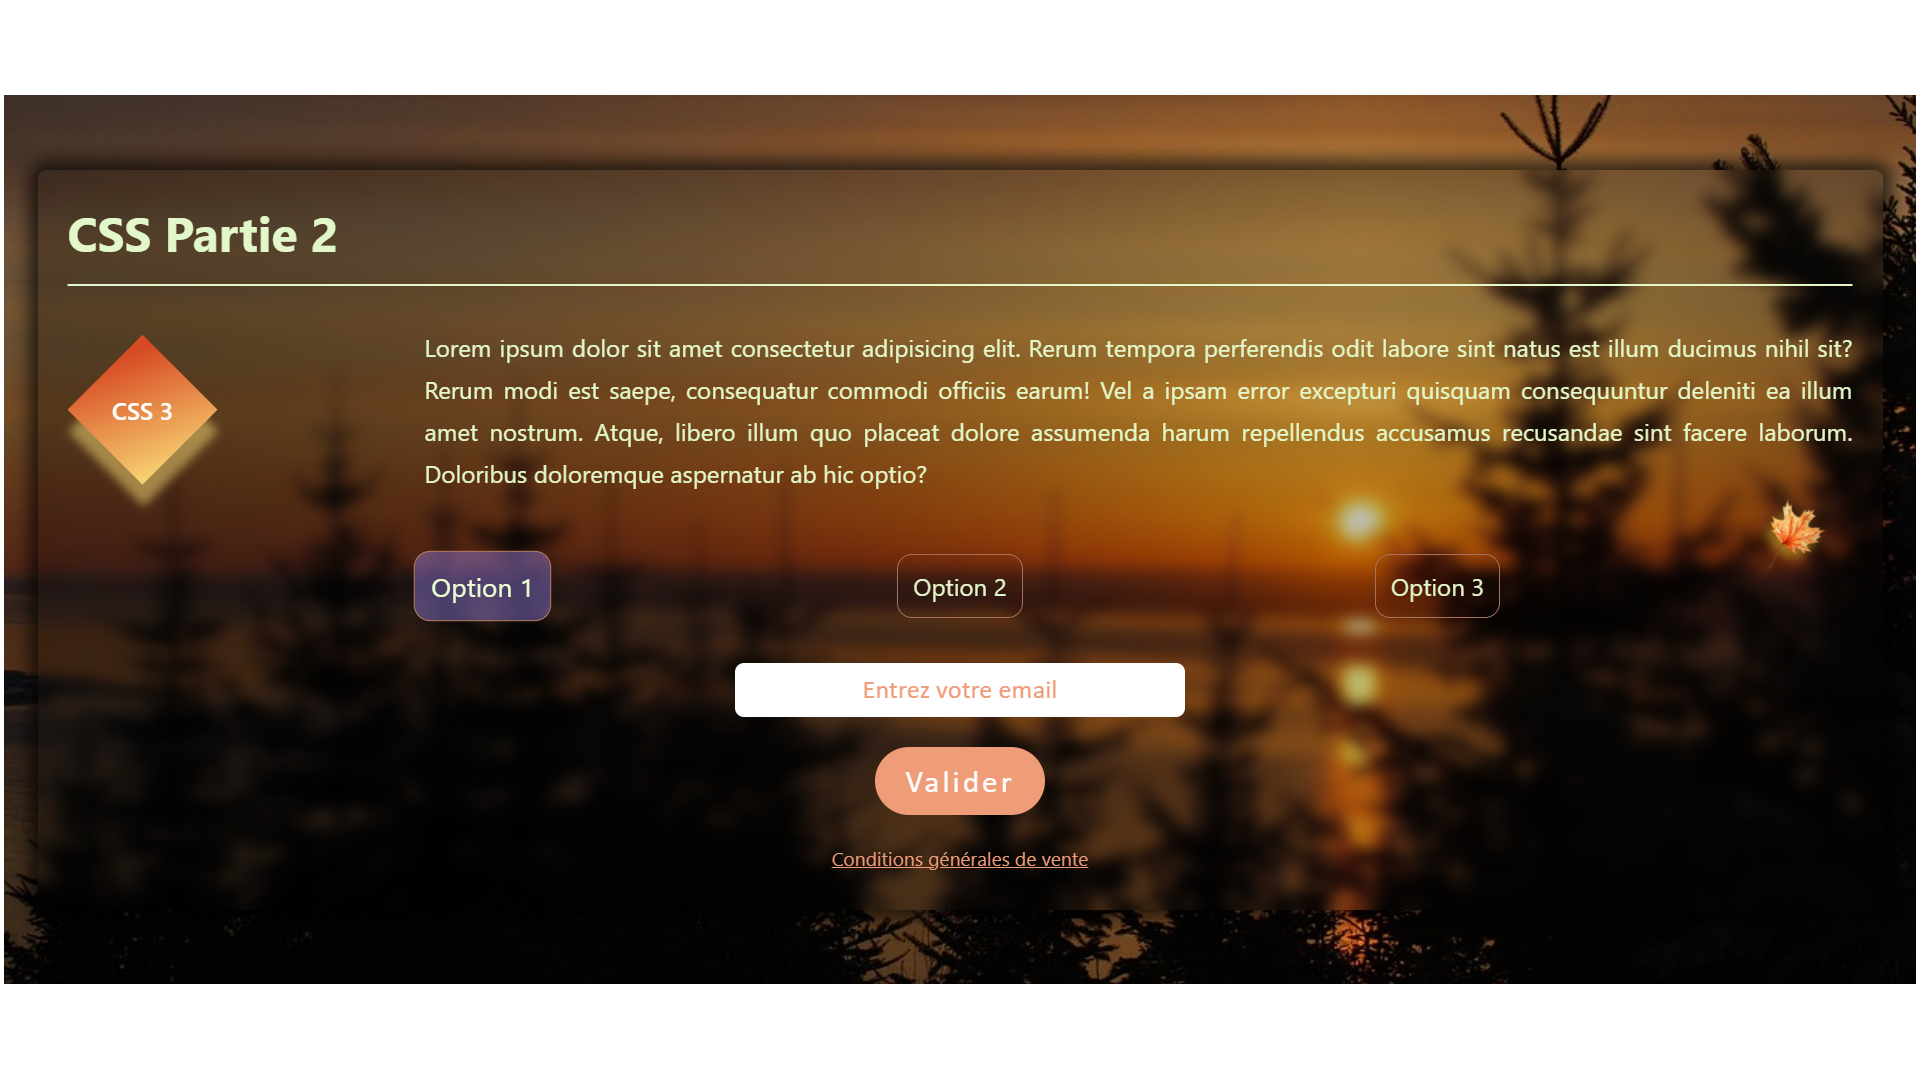 CSS Partie 2
CSS 3
Lorem ipsum dolor sit amet consectetur adipisicing elit. Rerum tempora perferendis odit labore sint natus est illum ducimus nihil sit?
Rerum modi est saepe, consequatur commodi officiis earum! Vel a ipsam error excepturi quisquam consequuntur deleniti ea illum
amet nostrum. Atque, libero illum quo placeat dolore assumenda harum repellendus accusamus recusandae sint facere laborum.
Doloribus doloremque aspernatur ab hic optio?
Option 1
Option 2
Option 3
Entrez votre email
Valider
Conditions générales de vente